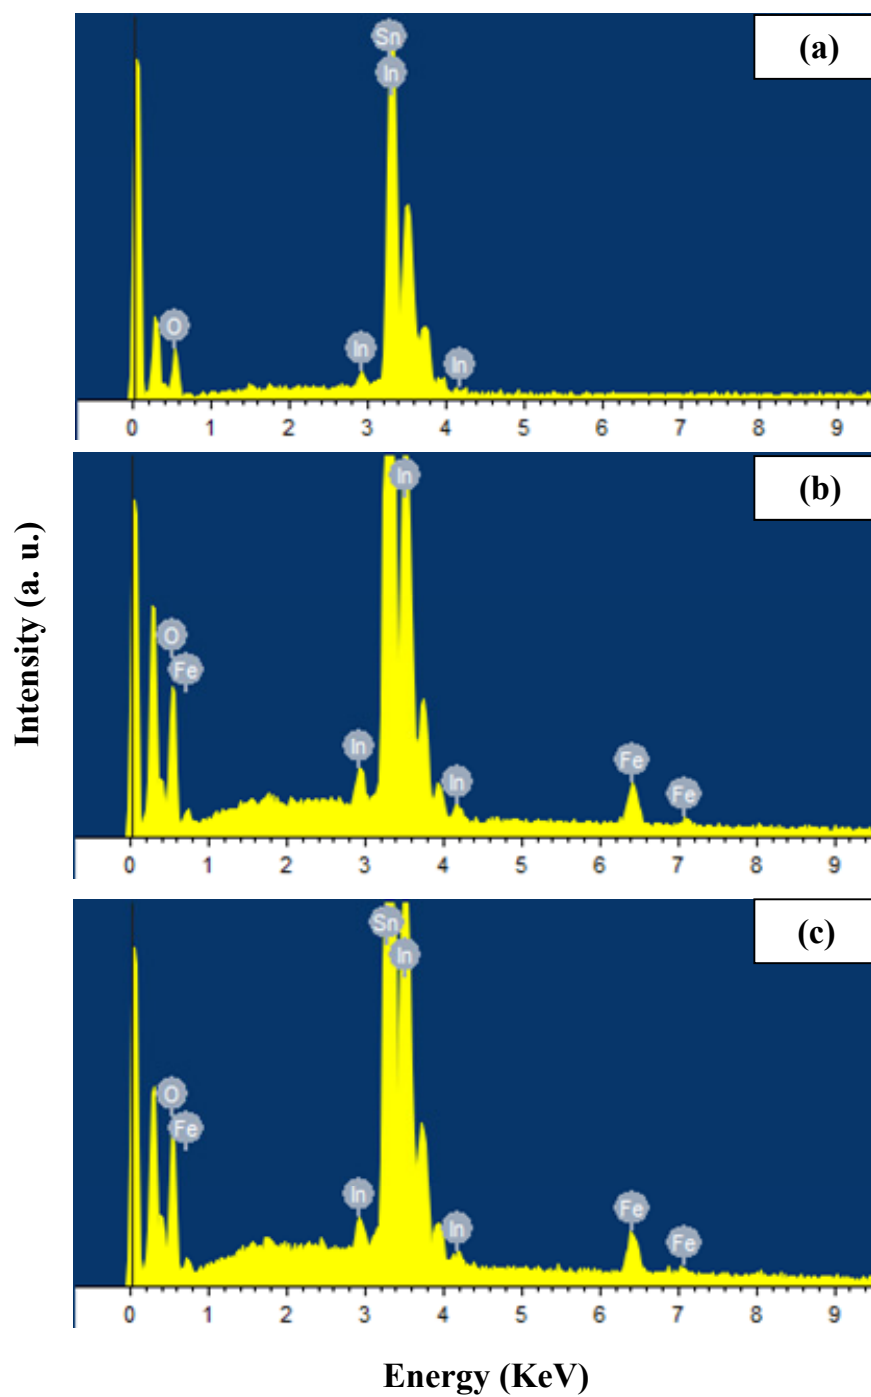 Sn
(a)
In
O
In
In
0 1 2 3 4 5 6 7 8 9
In
(b)
O
Fe
In
In
Fe
Fe
0 1 2 3 4 5 6 7 8 9
Intensity (a. u.)
Sn
(c)
In
O
Fe
In
In
Fe
Fe
0 1 2 3 4 5 6 7 8 9
Energy (KeV)